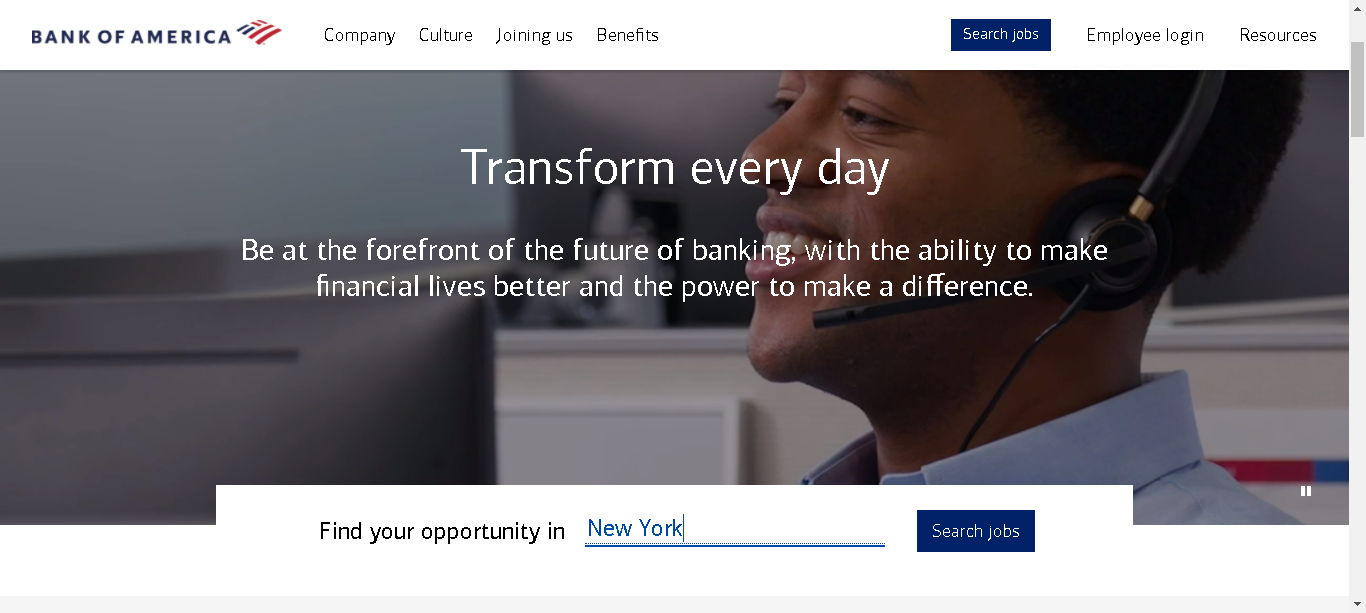 BANK OF AMERICA Company Culture Joining us Benefits Search jobs Employee login Resources
Transform every day
Be at the forefront of the future of banking, with the ability to make
financial lives better and the power to make a difference.
Find your opportunity in New York Search jobs